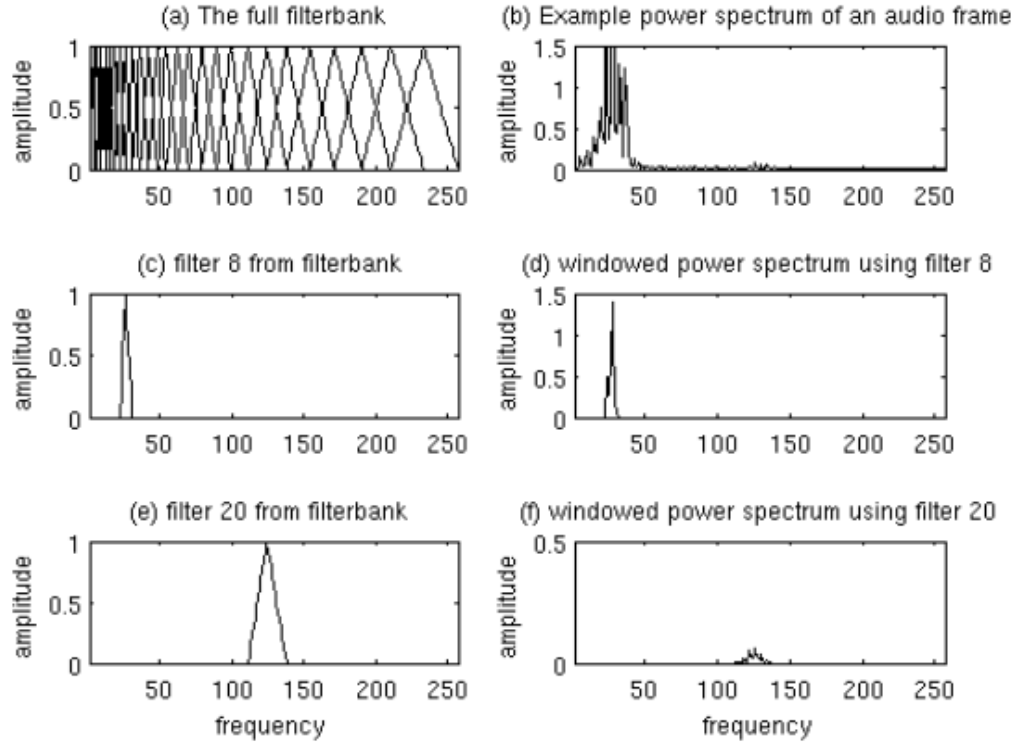 (a) The full filterbank
amplitude
1
0.5
0
50 100 150 200 250
(b) Example power spectrum of an audio frame
amplitude
1.5
1
0.5
0
50 100 150 200 250
(c) filter 8 from filterbank
amplitude
1
0.5
0
50 100 150 200 250
(d) windowed power spectrum using filter 8
amplitude
1.5
1
0.5
0
50 100 150 200 250
(e) filter 20 from filterbank
amplitude
1
0.5
0
50 100 150 200 250
frequency
(f) windowed power spectrum using filter 20
amplitude
0.5
0
50 100 150 200 250
frequency